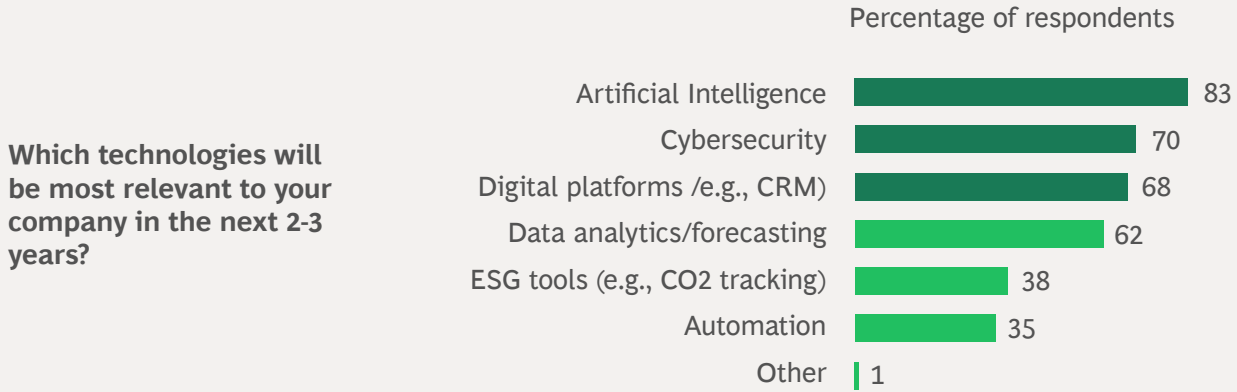 Percentage of respondents
Which technologies will
be most relevant to your
company in the next 2-3
years?
Artificial Intelligence 83
Cybersecurity 70
Digital platforms /e.g., CRM) 68
Data analytics/forecasting 62
ESG tools (e.g., CO2 tracking) 38
Automation 35
Other 1